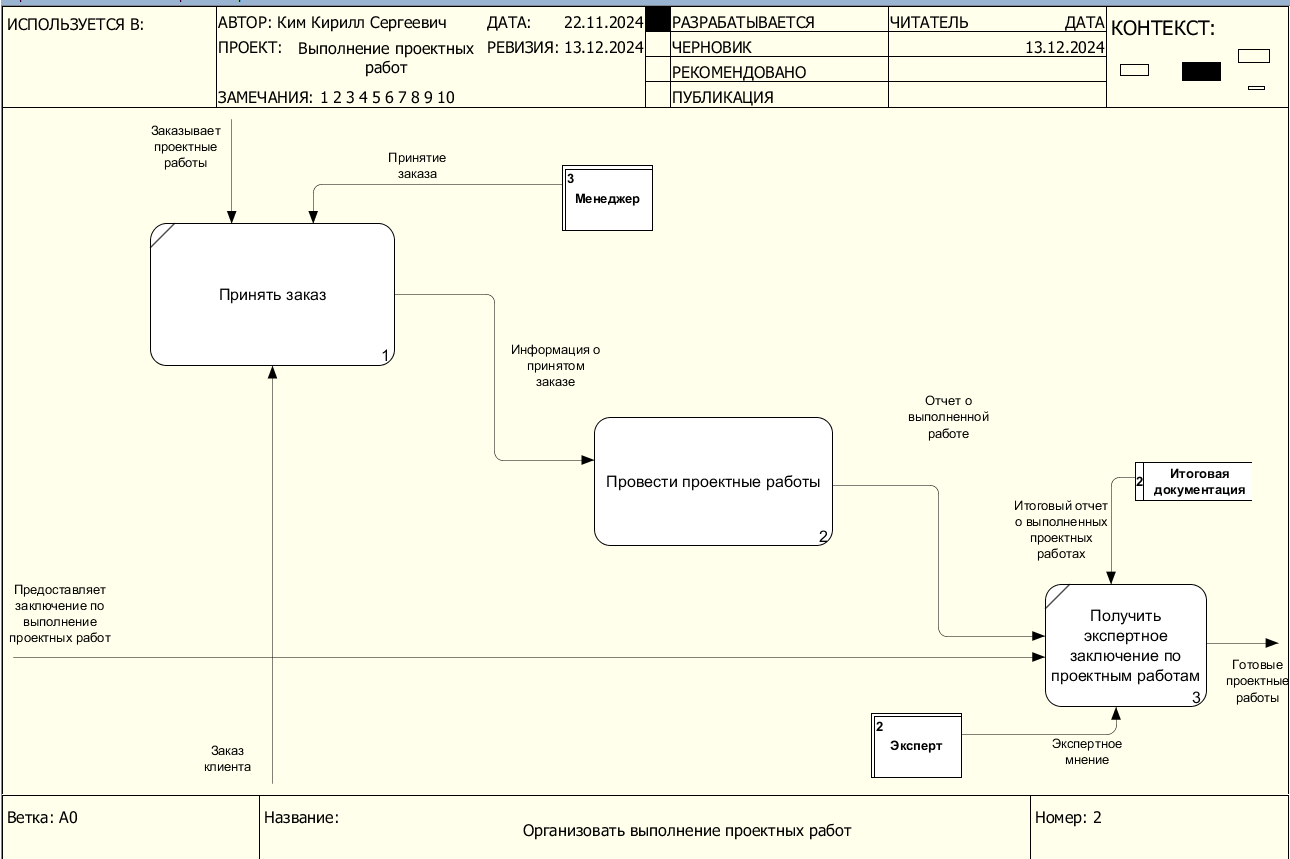 ИСПОЛЬЗУЕТСЯ В:
АВТОР: Ким Кирилл Сергеевич
ДАТА: 22.11.2024
ПРОЕКТ: Выполнение проектных
работ
РЕВИЗИЯ: 13.12.2024
ЗАМЕЧАНИЯ: 1 2 3 4 5 6 7 8 9 10
РАЗРАБАТЫВАЕТСЯ
ЧЕРНОВИК
РЕКОМЕНДОВАНО
ПУБЛИКАЦИЯ
ЧИТАТЕЛЬ ДАТА
13.12.2024
КОНТЕКСТ:
Заказывает
проектные
работы
Принятие
заказа
3
Менеджер
Принять заказ
1
Информация о
принятом
заказе
Отчет о
выполненной
работе
Провести проектные работы
2
2
Итоговая
документация
Итоговый отчет
о выполненных
проектных
работах
Предоставляет
заключение по
выполнение
проектных работ
Получить
экспертное
заключение по
проектным работам
3
Готовые
проектные
работы
2
Эксперт
Экспертное
мнение
Заказ
клиента
Ветка: A0
Название:
Организовать выполнение проектных работ
Номер: 2